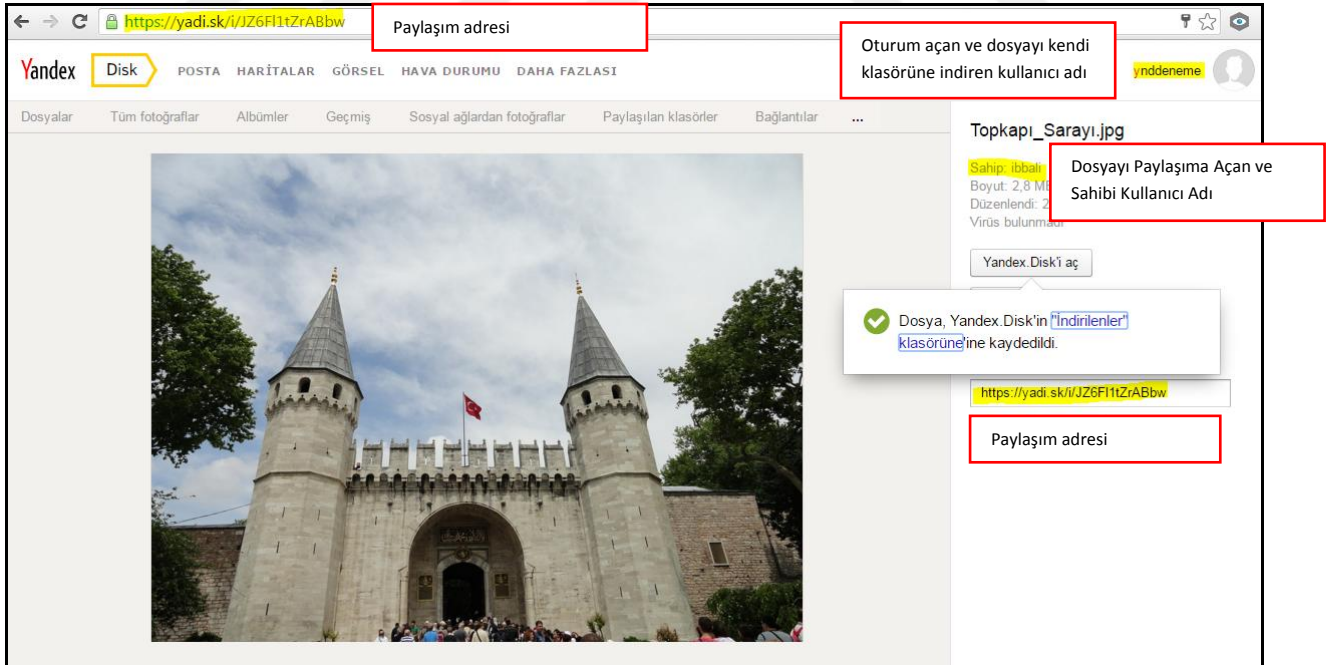 https://yadi.sk/i/JZ6Fl1tZrABbw
Paylaşım adresi
Oturum açan ve dosyayı kendi
klasörüne indiren kullanıcı adı
Yandex Disk POSTA HARİTALAR GÖRSEL HAVA DURUMU DAHA FAZLASI
ynddeneme
Dosyalar Tüm fotoğraflar Albümler Geçmiş Sosyal ağlardan fotoğraflar Paylaşılan klasörler Bağlantılar ...
Topkapı_Sarayı.jpg
Sahip: ibbali
Boyut: 2,8
Düzenlendi:
Virüs bulunmadı
Dosyayı Paylaşıma Açan ve
Sahibi Kullanıcı Adı
Yandex.Disk'i aç
Dosya, Yandex.Disk'in "İndirilenler"
klasörüne'ine kaydedildi.
https://yadi.sk/i/JZ6Fl1tZrABbw
Paylaşım adresi